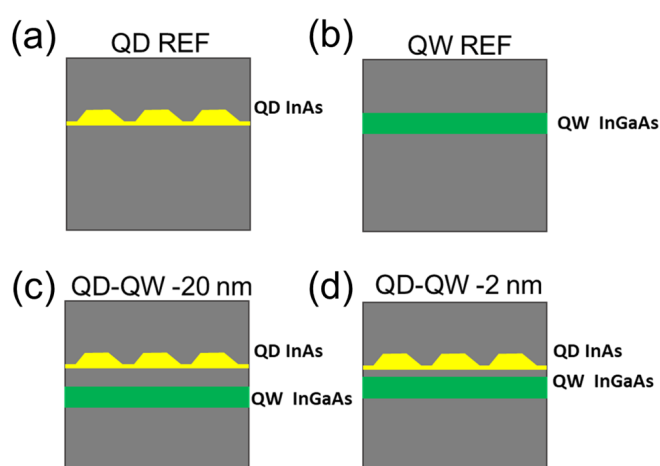 (a)
QD REF
QD InAs
(b)
QW REF
QW InGaAs
(c)
QD-QW -20 nm
QD InAs
QW InGaAs
(d)
QD-QW -2 nm
QD InAs
QW InGaAs